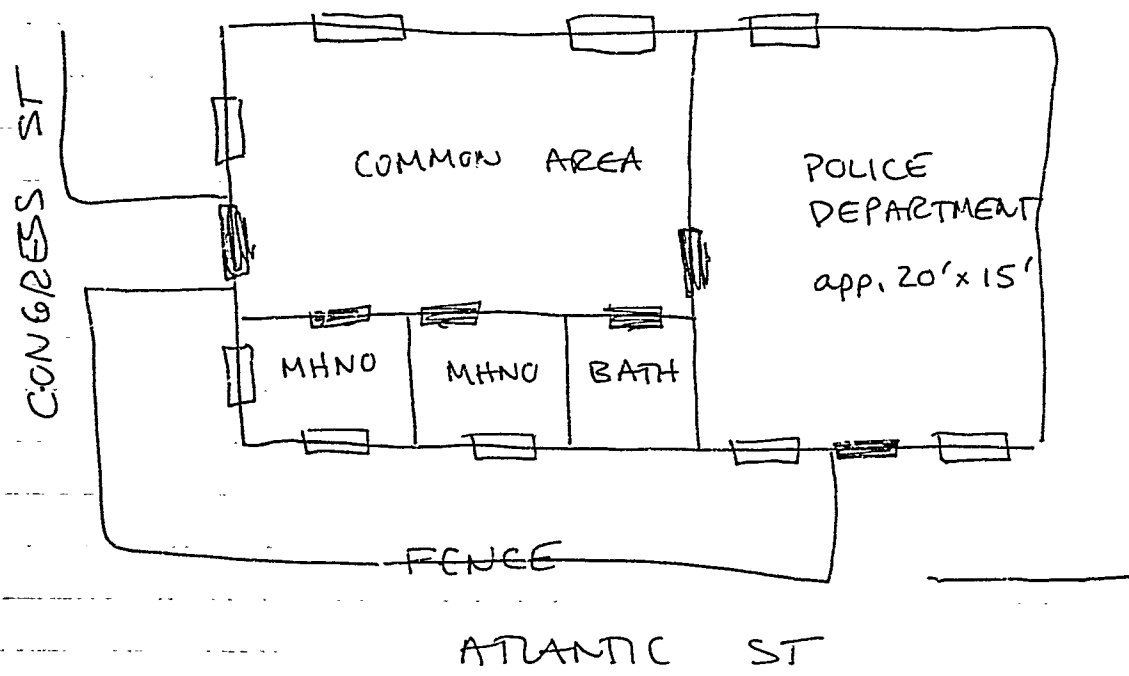 CONGRESS ST
COMMON AREA
POLICE
DEPARTMENT
app. 20' x 15'
MHNO
MHNO
BATH
FENCE
ATLANTIC ST